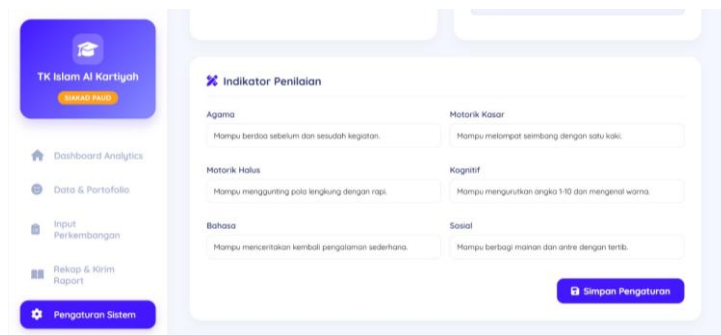 TK Islam Al Kartiyah
SIAKAD PAUD
Dashboard Analytics
Data & Portofolio
Input
Perkembangan
Rekap & Kirim
Raport
Pengaturan Sistem
Indikator Penilaian
Agama
Mampu berdoa sebelum dan sesudah kegiatan.
Motorik Kasar
Mampu melompat seimbang dengan satu kaki.
Motorik Halus
Mampu menggunting pola lengkung dengan rapi.
Kognitif
Mampu mengurutkan angka 1-10 dan mengenal warna.
Bahasa
Mampu menceritakan kembali pengalaman sederhana.
Sosial
Mampu berbagi mainan dan antre dengan tertib.
Simpan Pengaturan